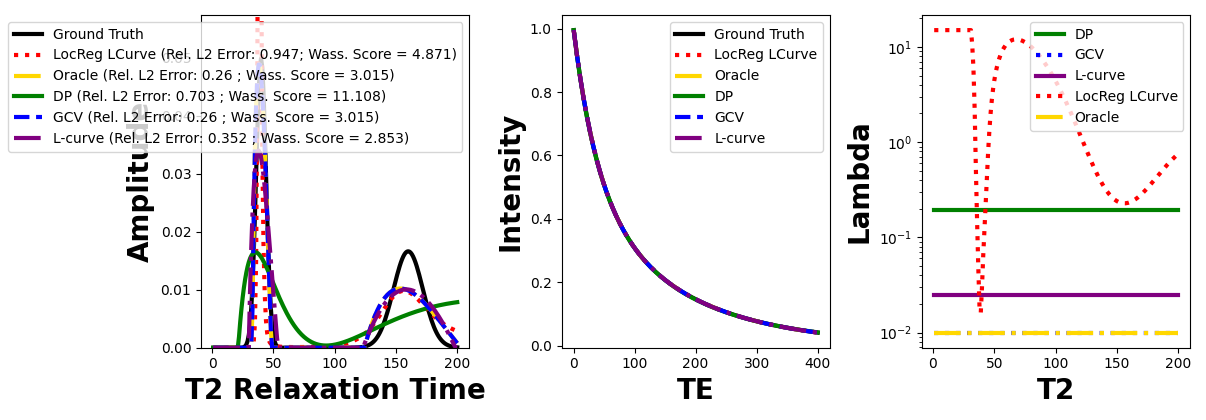 Ground Truth
LocReg LCurve (Rel. L2 Error: 0.947; Wass. Score = 4.871)
Oracle (Rel. L2 Error: 0.26 ; Wass. Score = 3.015)
DP (Rel. L2 Error: 0.703 ; Wass. Score = 11.108)
GCV (Rel. L2 Error: 0.26 ; Wass. Score = 3.015)
L-curve (Rel. L2 Error: 0.352 ; Wass. Score = 2.853)
Amplitude
0.05
0.04
0.03
0.02
0.01
0.00
0 50 100 150 200
T2 Relaxation Time
Ground Truth
LocReg LCurve
Oracle
DP
GCV
L-curve
Intensity
1.0
0.8
0.6
0.4
0.2
0.0
0 100 200 300 400
TE
DP
GCV
L-curve
LocReg LCurve
Oracle
Lambda
10¹
10⁰
10⁻¹
10⁻²
0 50 100 150 200
T2